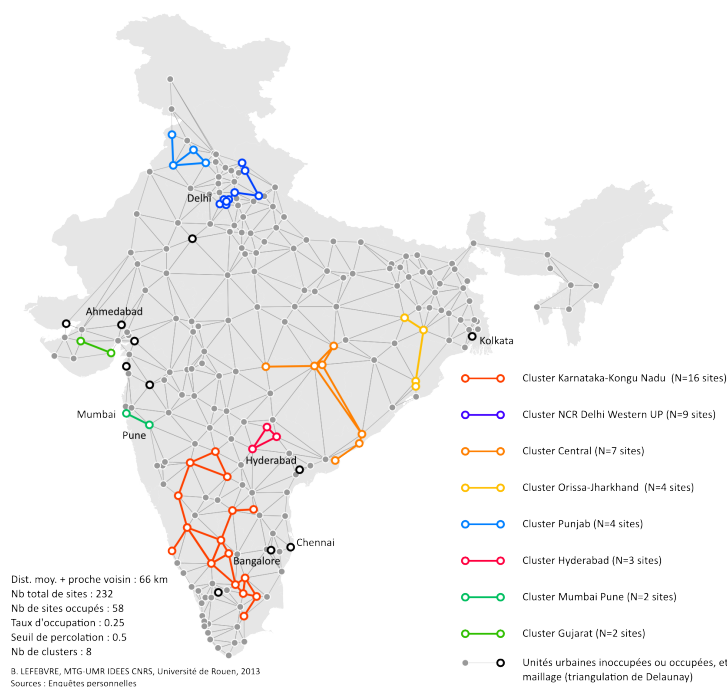 Delhi
Ahmedabad
Kolkata
Mumbai
Pune
Hyderabad
Chennai
Bangalore
Cluster Karnataka-Kongu Nadu (N=16 sites)
Cluster NCR Delhi Western UP (N=9 sites)
Cluster Central (N=7 sites)
Cluster Orissa-Jharkhand (N=4 sites)
Cluster Punjab (N=4 sites)
Cluster Hyderabad (N=3 sites)
Cluster Mumbai Pune (N=2 sites)
Cluster Gujarat (N=2 sites)
Unités urbaines inoccupées ou occupées, et
maillage (triangulation de Delaunay)
Dist. moy. + proche voisin : 66 km
Nb total de sites : 232
Nb de sites occupés : 58
Taux d'occupation : 0.25
Seuil de percolation : 0.5
Nb de clusters : 8
B. LEFEBVRE, MTG-UMR IDEES CNRS, Université de Rouen, 2013
Sources : Enquêtes personnelles